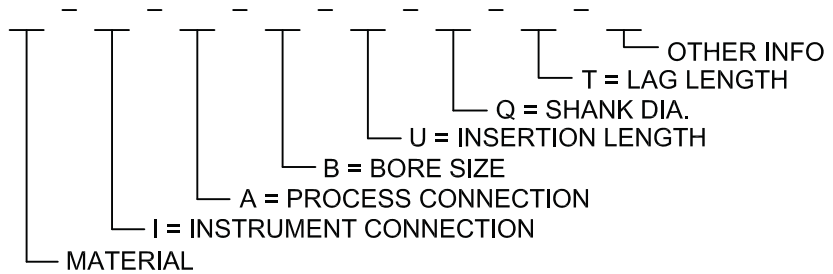 OTHER INFO
T = LAG LENGTH
Q = SHANK DIA.
U = INSERTION LENGTH
B = BORE SIZE
A = PROCESS CONNECTION
I = INSTRUMENT CONNECTION
MATERIAL